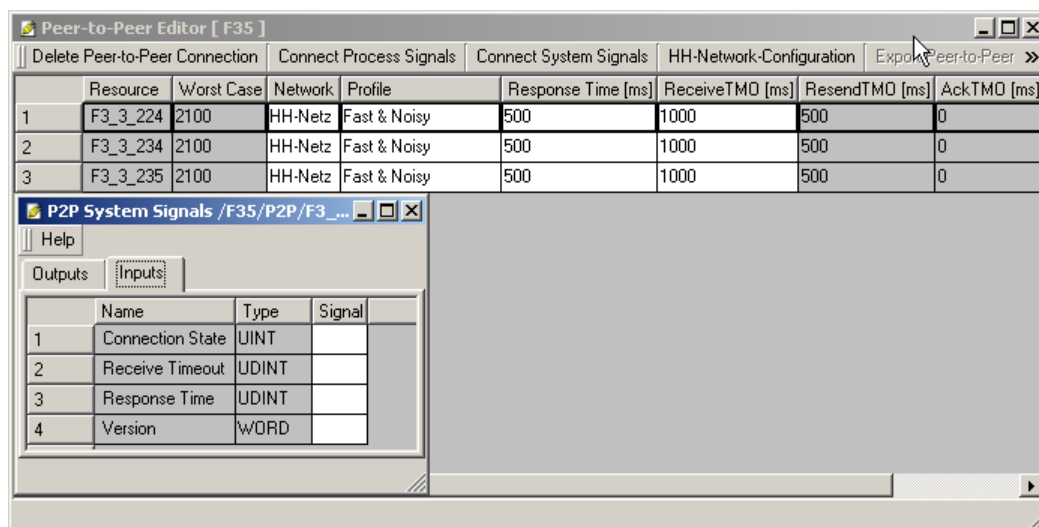 Peer-to-Peer Editor [ F35 ]
Delete Peer-to-Peer Connection Connect Process Signals Connect System Signals HH-Network-Configuration Export Peer-to-Peer »
Resource Worst Case Network Profile Response Time [ms] ReceiveTMO [ms] ResendTMO [ms] AckTMO [ms]
1 F3_3_224 2100 HH-Netz Fast & Noisy 500 1000 500 0
2 F3_3_234 2100 HH-Netz Fast & Noisy 500 1000 500 0
3 F3_3_235 2100 HH-Netz Fast & Noisy 500 1000 500 0
P2P System Signals /F35/P2P/F3_...
Help
Outputs Inputs
Name Type Signal
1 Connection State UINT
2 Receive Timeout UDINT
3 Response Time UDINT
4 Version WORD